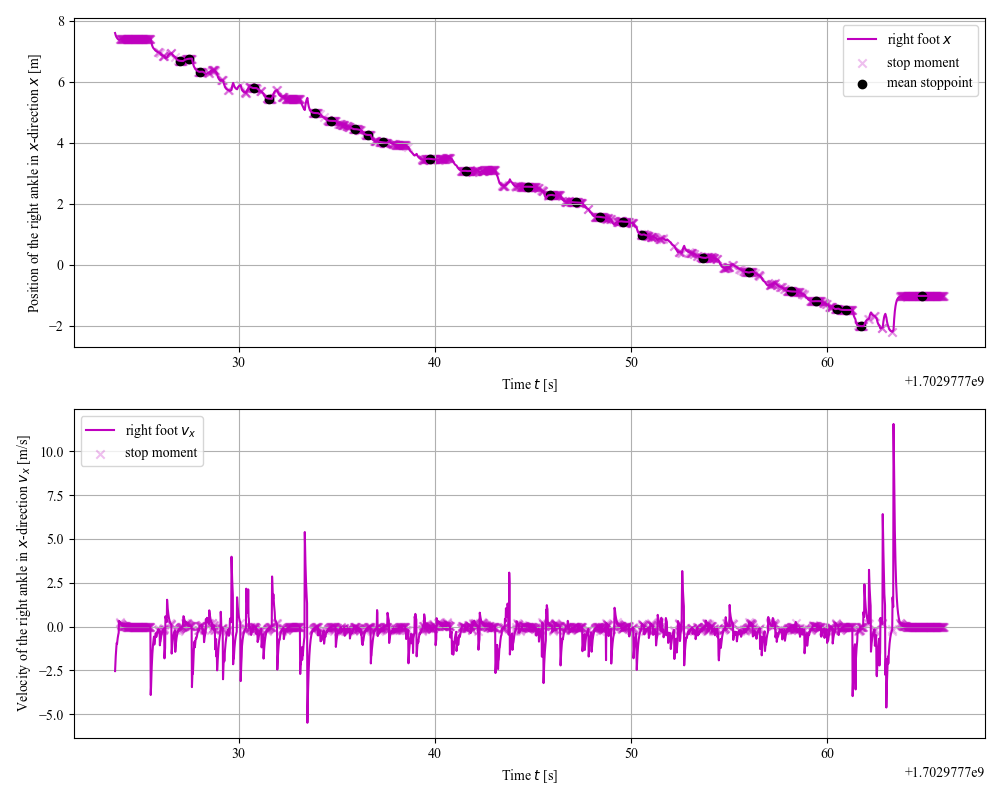 8
6
4
2
0
−2
Position of the right ankle in x-direction x [m]
right foot x
stop moment
mean stoppoint
30 40 50 60
Time t [s]
+1.7029777e9
10.0
7.5
5.0
2.5
0.0
−2.5
−5.0
Velocity of the right ankle in x-direction vₓ [m/s]
right foot vₓ
stop moment
30 40 50 60
Time t [s]
+1.7029777e9